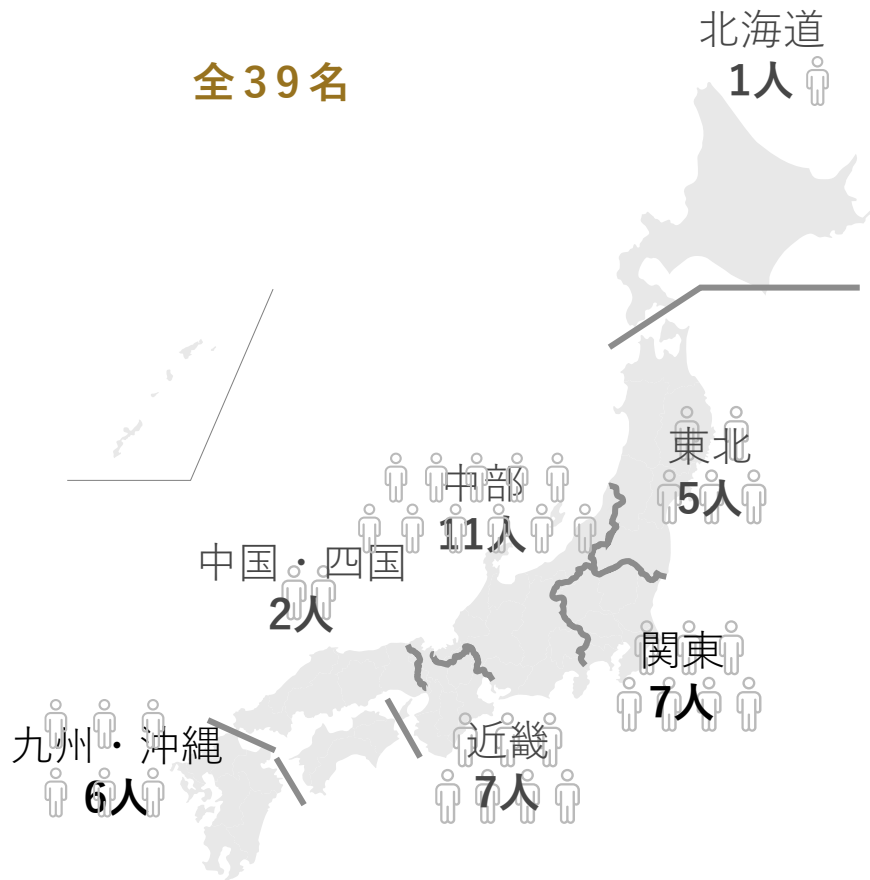 北海道
1人
全39名
東北
5人
中部
11人
中国・四国
2人
関東
7人
近畿
7人
九州・沖縄
6人